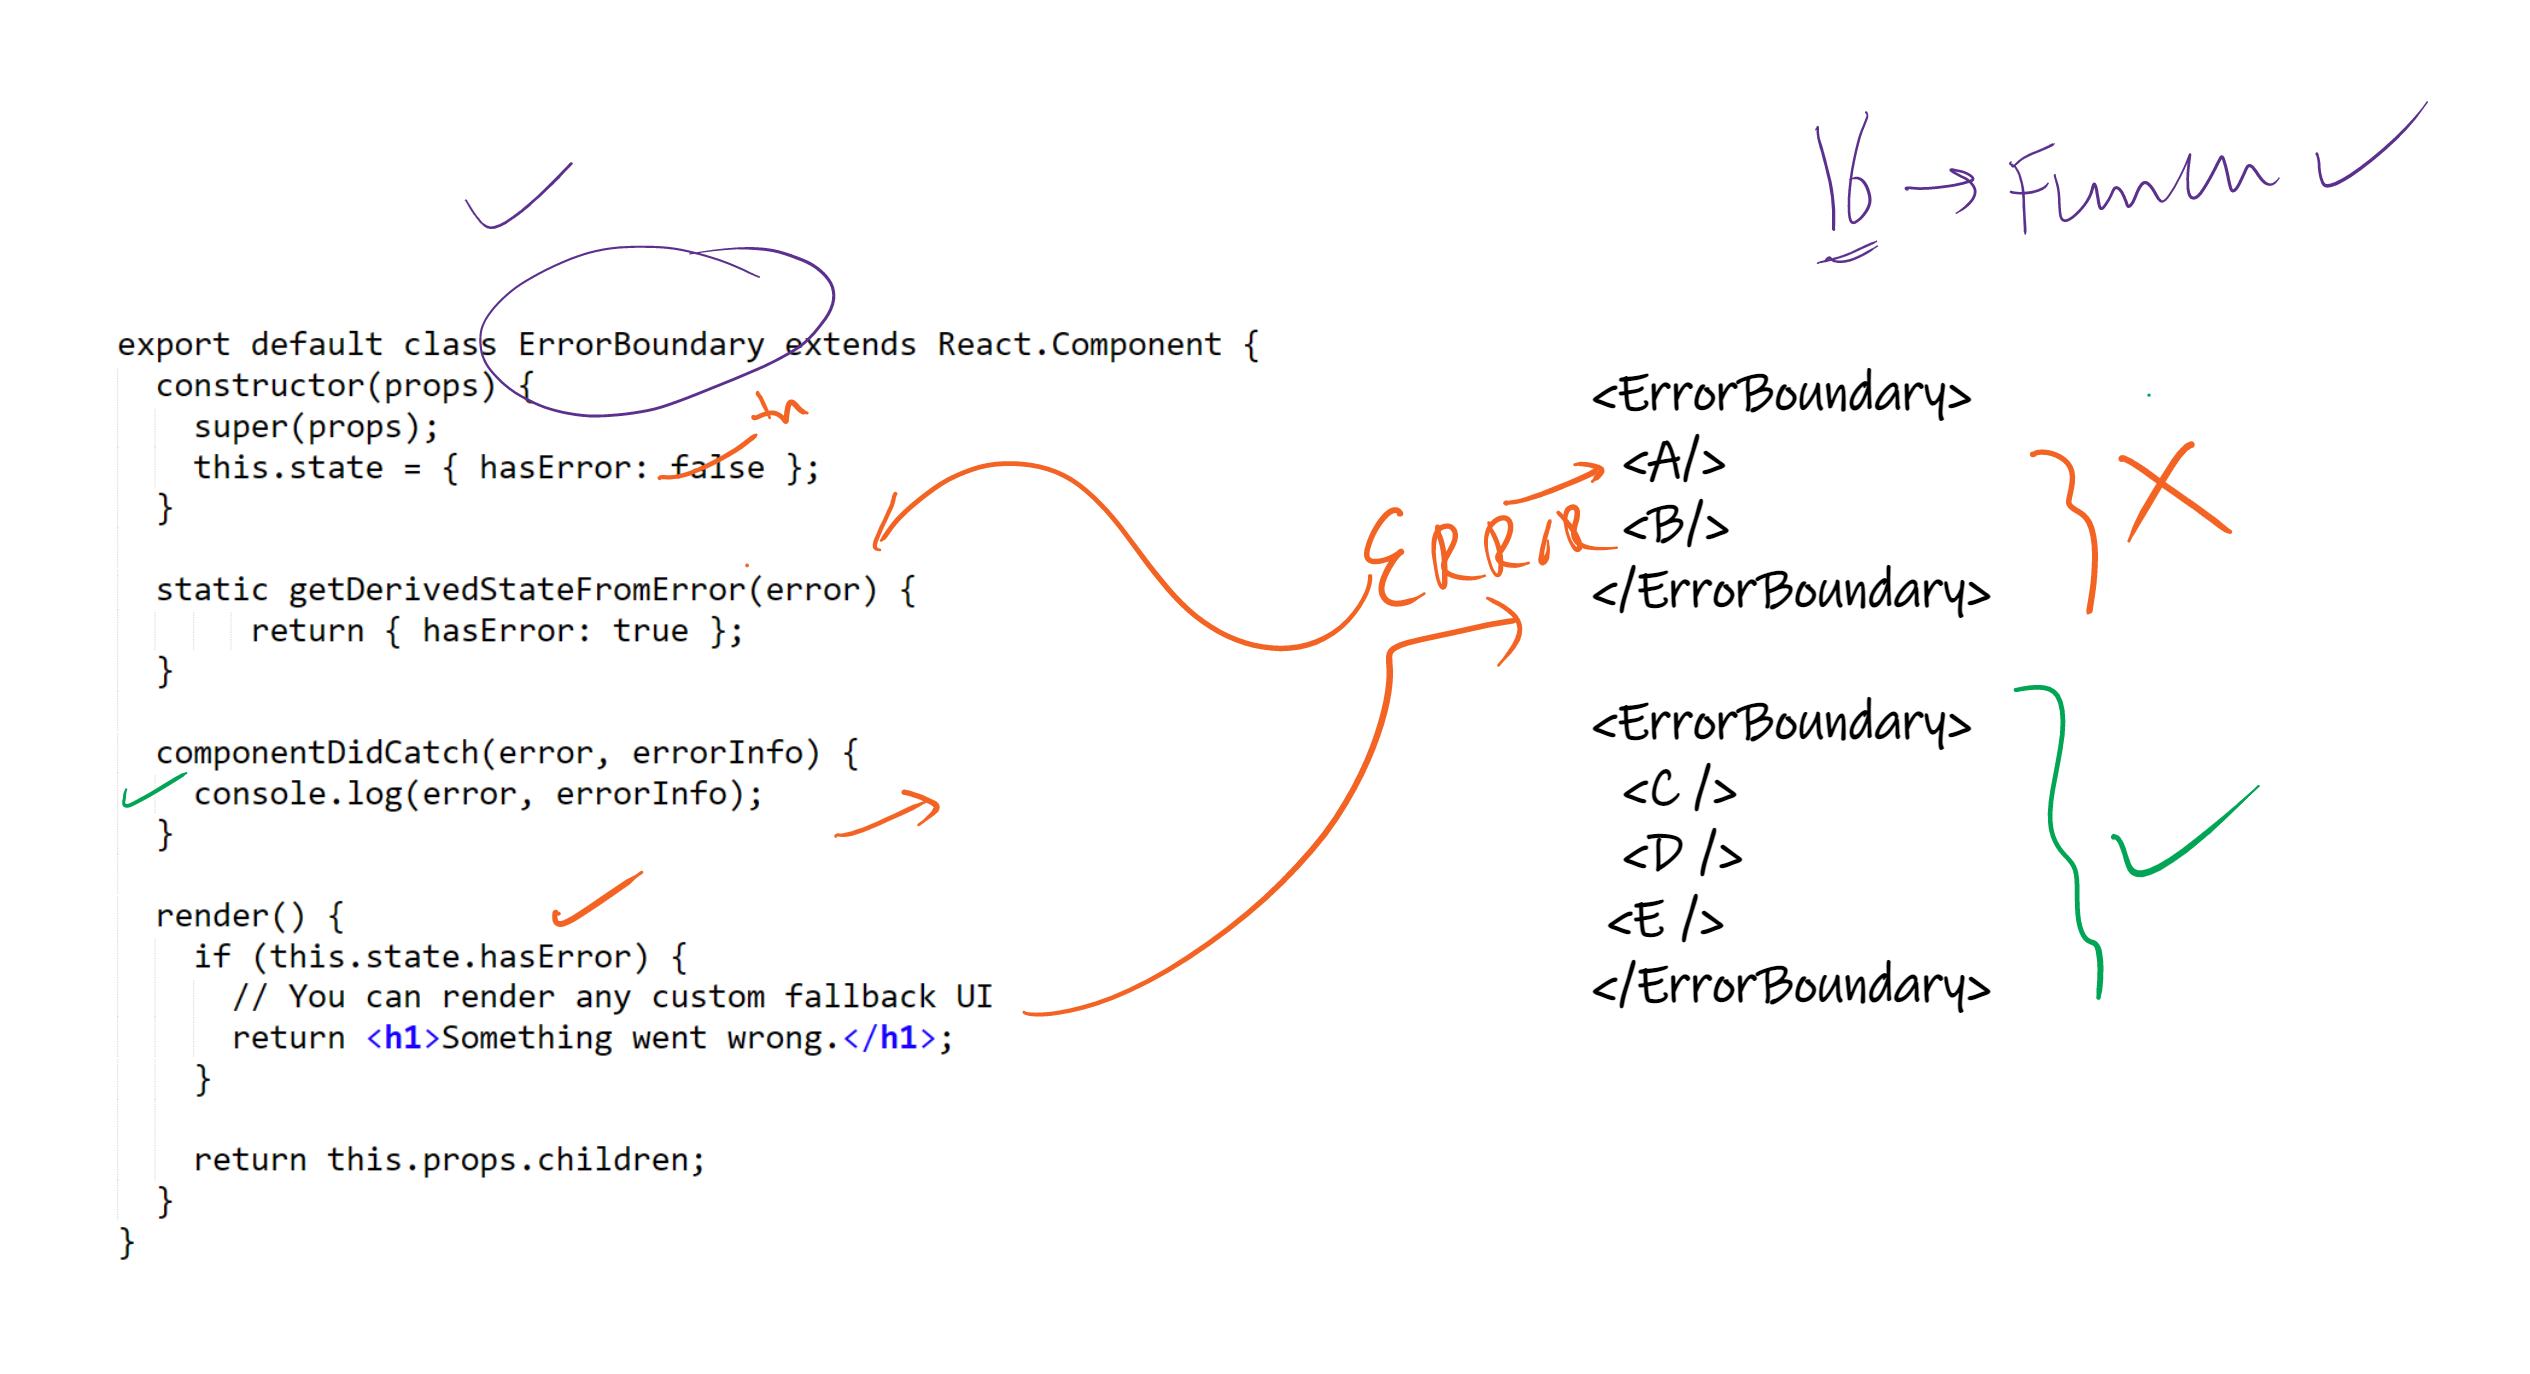 16 →
export default class ErrorBoundary extends React.Component {
constructor(props) {
super(props);
this.state = { hasError: false };
}
static getDerivedStateFromError(error) {
return { hasError: true };
}
componentDidCatch(error, errorInfo) {
console.log(error, errorInfo);
}
render() {
if (this.state.hasError) {
// You can render any custom fallback UI
return <h1>Something went wrong.</h1>;
}
return this.props.children;
}
}
ERROR
<ErrorBoundary>
<A/>
<B/>
</ErrorBoundary>
<ErrorBoundary>
<C />
<D />
<E />
</ErrorBoundary>